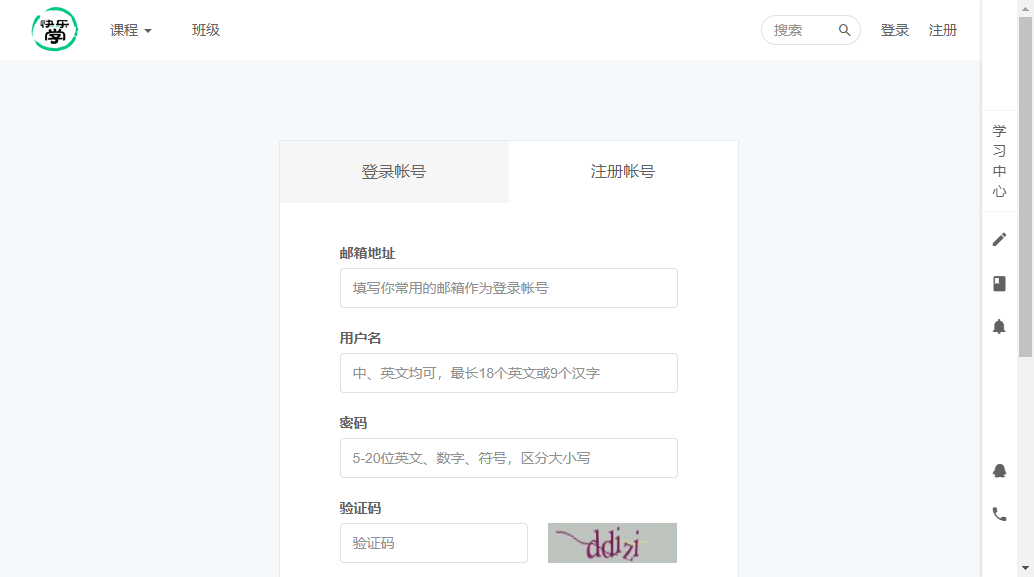 快乐
学
课程
班级
搜索
登录
注册
学
习
中
心
登录帐号
注册帐号
邮箱地址
填写你常用的邮箱作为登录帐号
用户名
中、英文均可，最长18个英文或9个汉字
密码
5-20位英文、数字、符号，区分大小写
验证码
验证码
ddizi